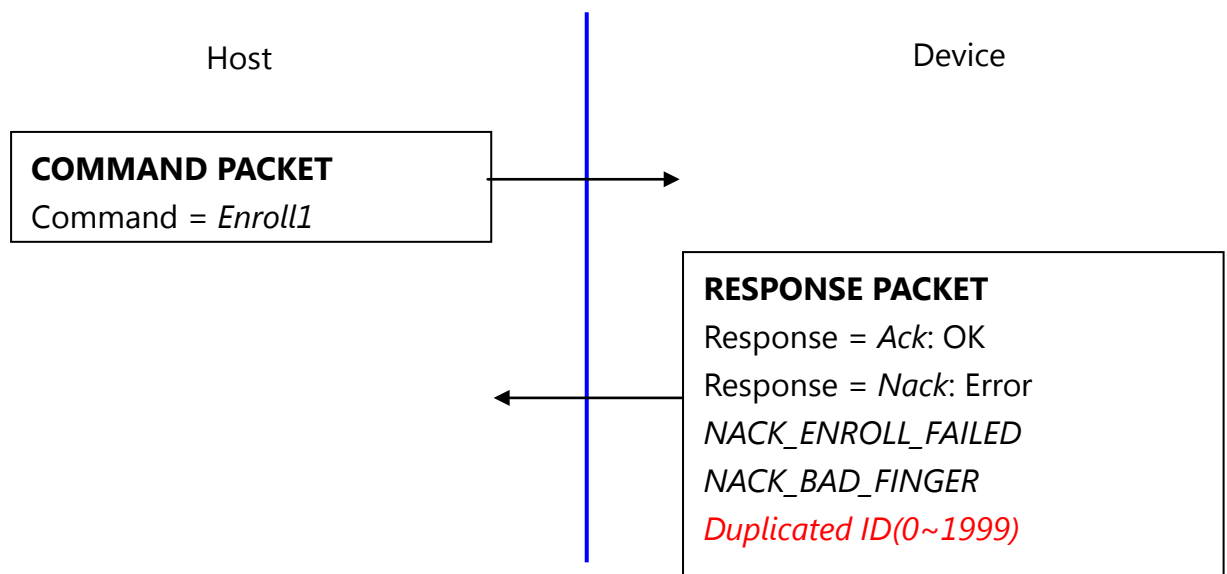 Host
Device
COMMAND PACKET
Command = Enroll1
RESPONSE PACKET
Response = Ack: OK
Response = Nack: Error
NACK_ENROLL_FAILED
NACK_BAD_FINGER
Duplicated ID(0~1999)